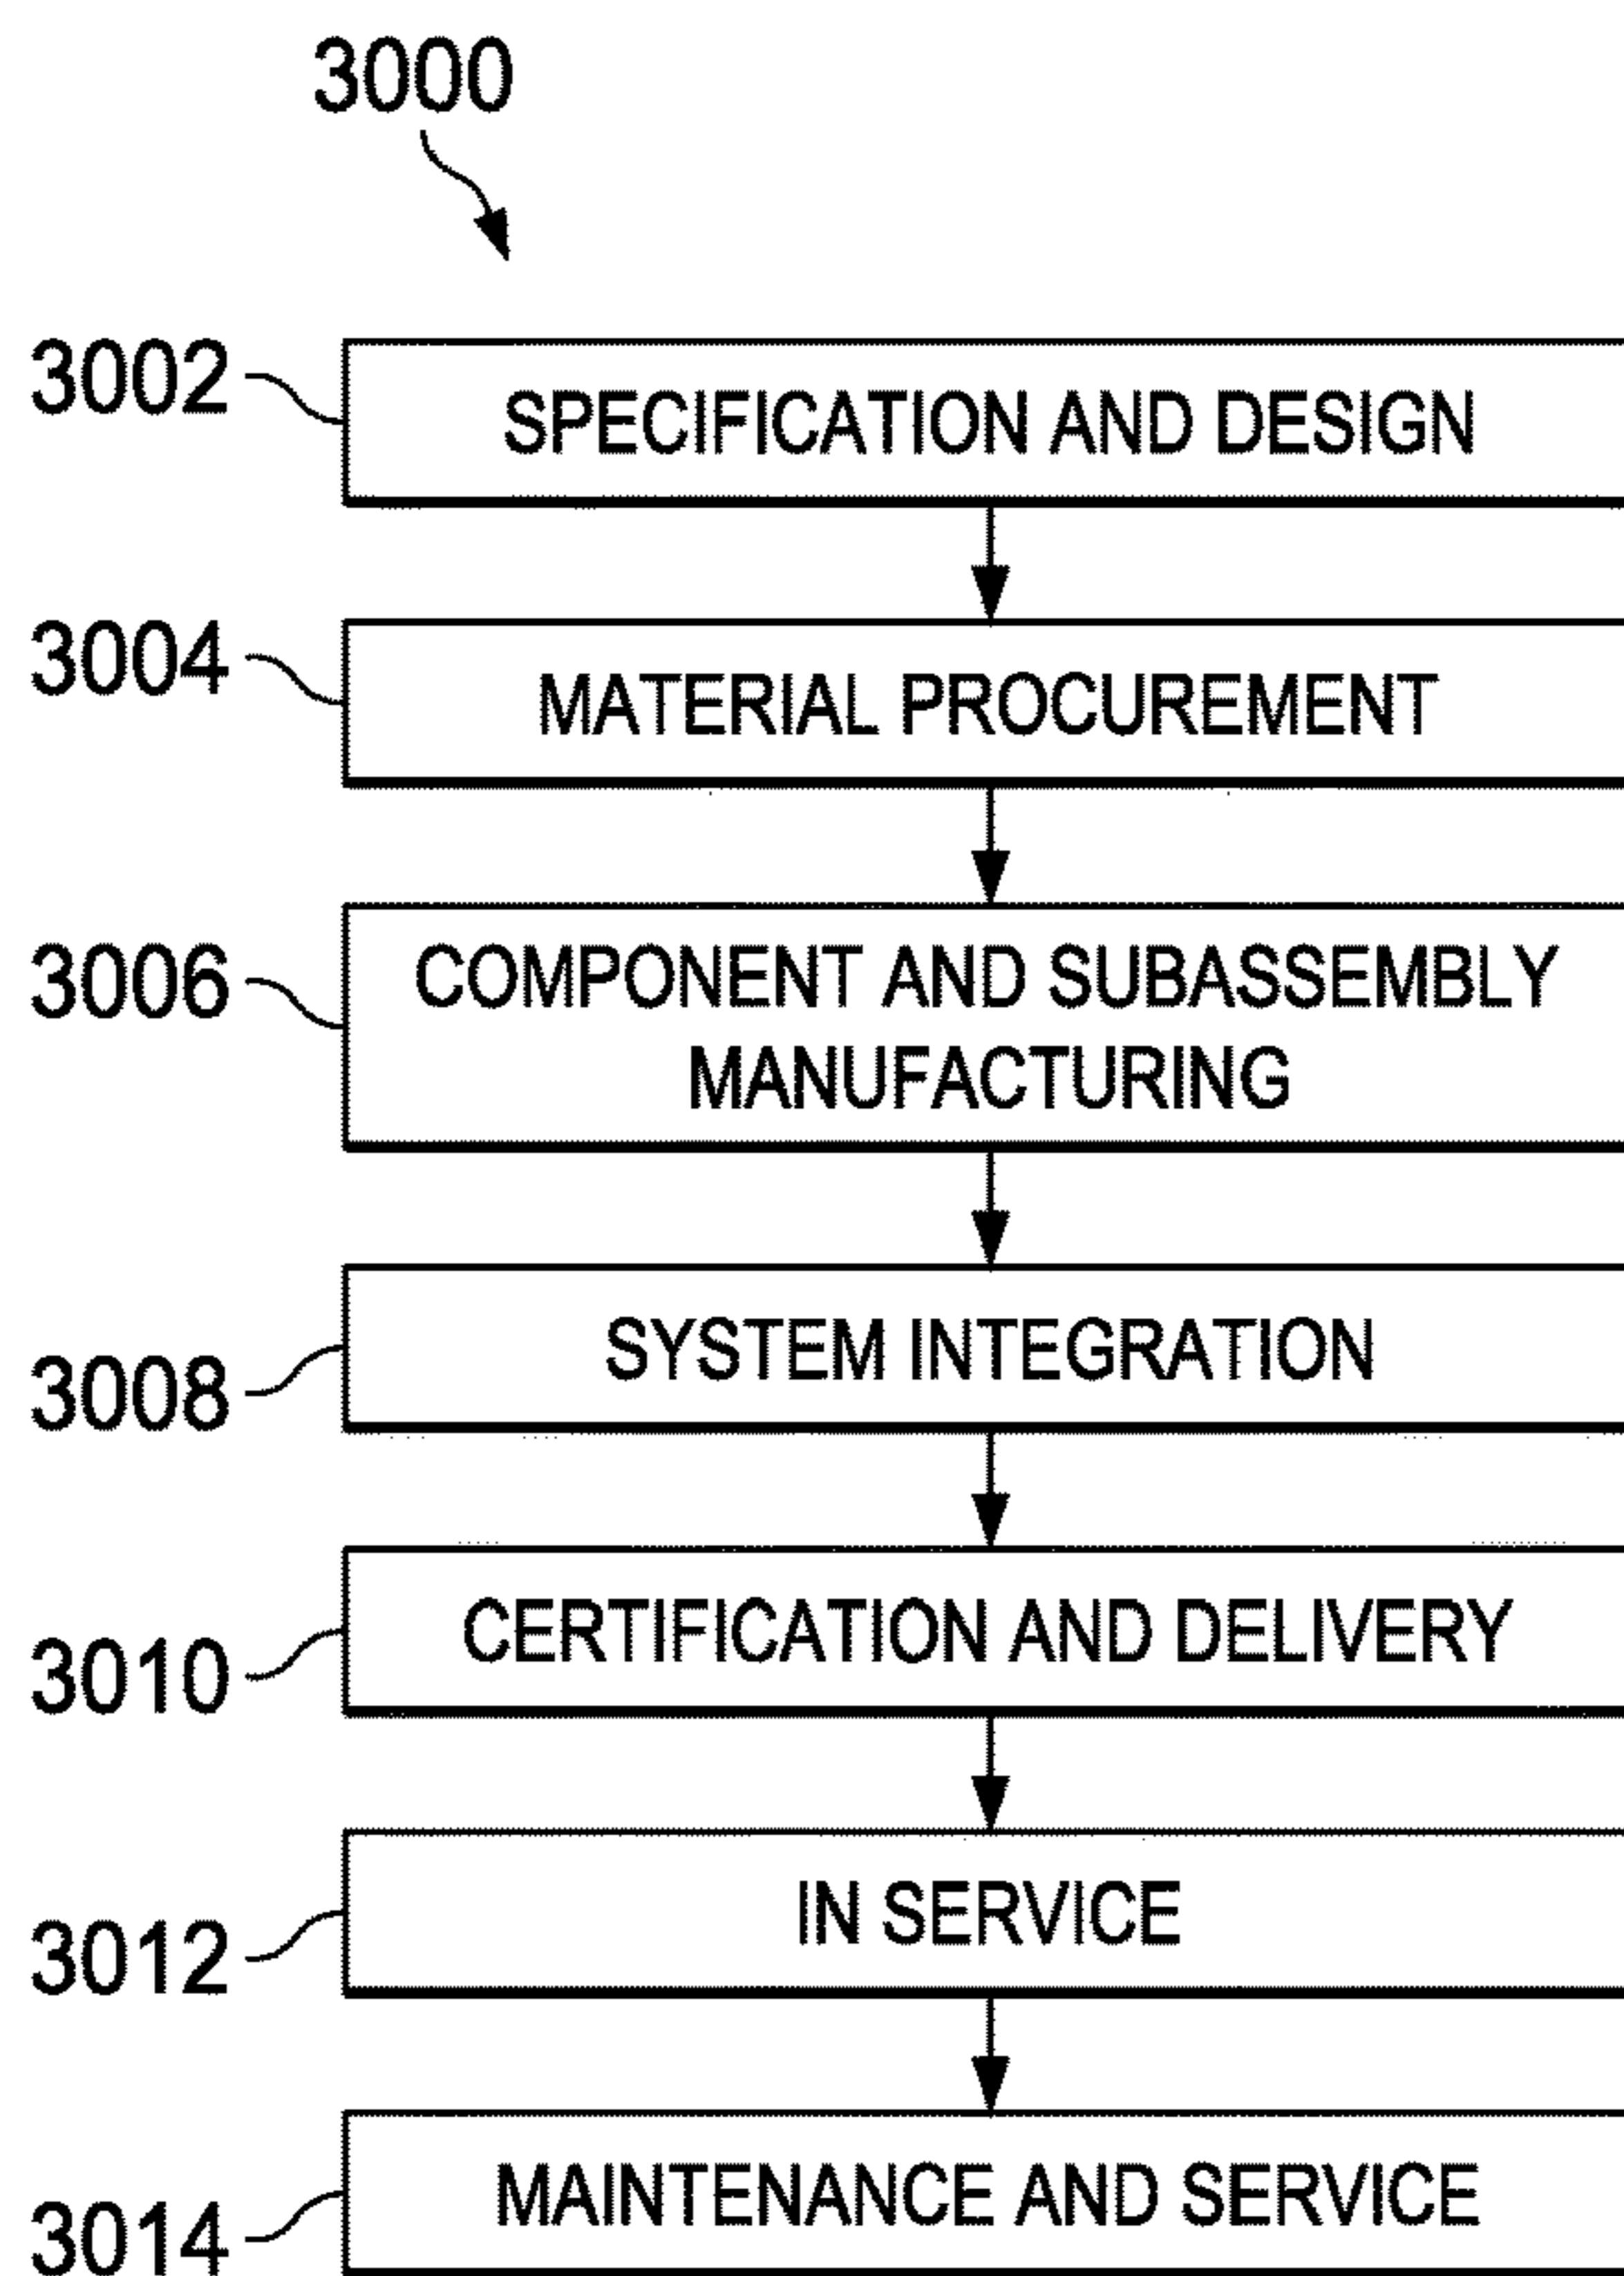 3000
3002
SPECIFICATION AND DESIGN
3004
MATERIAL PROCUREMENT
3006
COMPONENT AND SUBASSEMBLY
MANUFACTURING
3008
SYSTEM INTEGRATION
3010
CERTIFICATION AND DELIVERY
3012
IN SERVICE
3014
MAINTENANCE AND SERVICE